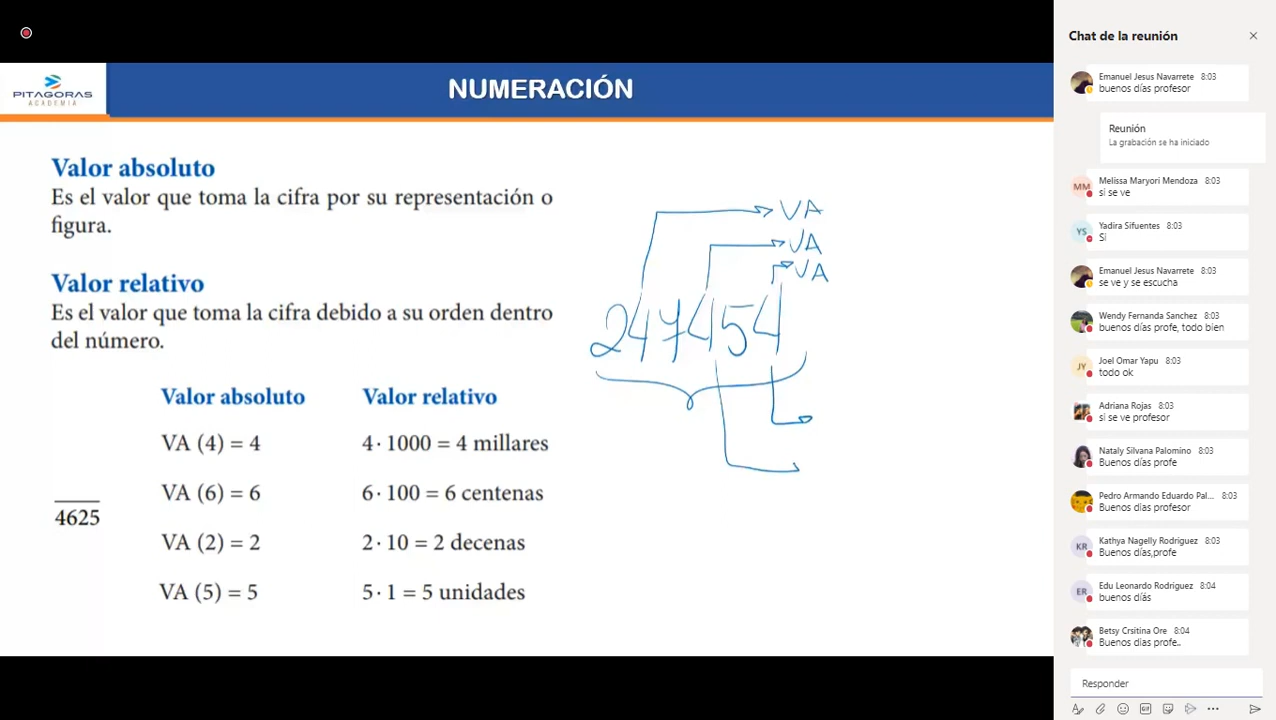 PITAGORAS
ACADEMIA
NUMERACIÓN
Valor absoluto
Es el valor que toma la cifra por su representación o
figura.
Valor relativo
Es el valor que toma la cifra debido a su orden dentro
del número.
Valor absoluto Valor relativo
VA (4) = 4 4 · 1000 = 4 millares
VA (6) = 6 6 · 100 = 6 centenas
4625
VA (2) = 2 2 · 10 = 2 decenas
VA (5) = 5 5 · 1 = 5 unidades
VA
VA
VA
247454
Chat de la reunión
Emanuel Jesus Navarrete 8:03
buenos días profesor
Reunión
La grabación se ha iniciado
MM Melissa Maryori Mendoza 8:03
si se ve
YS Yadira Sifuentes 8:03
Sí
Emanuel Jesus Navarrete 8:03
se ve y se escucha
Wendy Fernanda Sanchez 8:03
buenos días profe, todo bien
JY Joel Omar Yapu 8:03
todo ok
Adriana Rojas 8:03
si se ve profesor
Nataly Silvana Palomino 8:03
Buenos días profe
Pedro Armando Eduardo Pal... 8:03
Buenos días profesor
KR Kathya Nagelly Rodriguez 8:03
Buenos días,profe
ER Edu Leonardo Rodriguez 8:04
buenos días
Betsy Crsitina Ore 8:04
Buenos días profe..
Responder